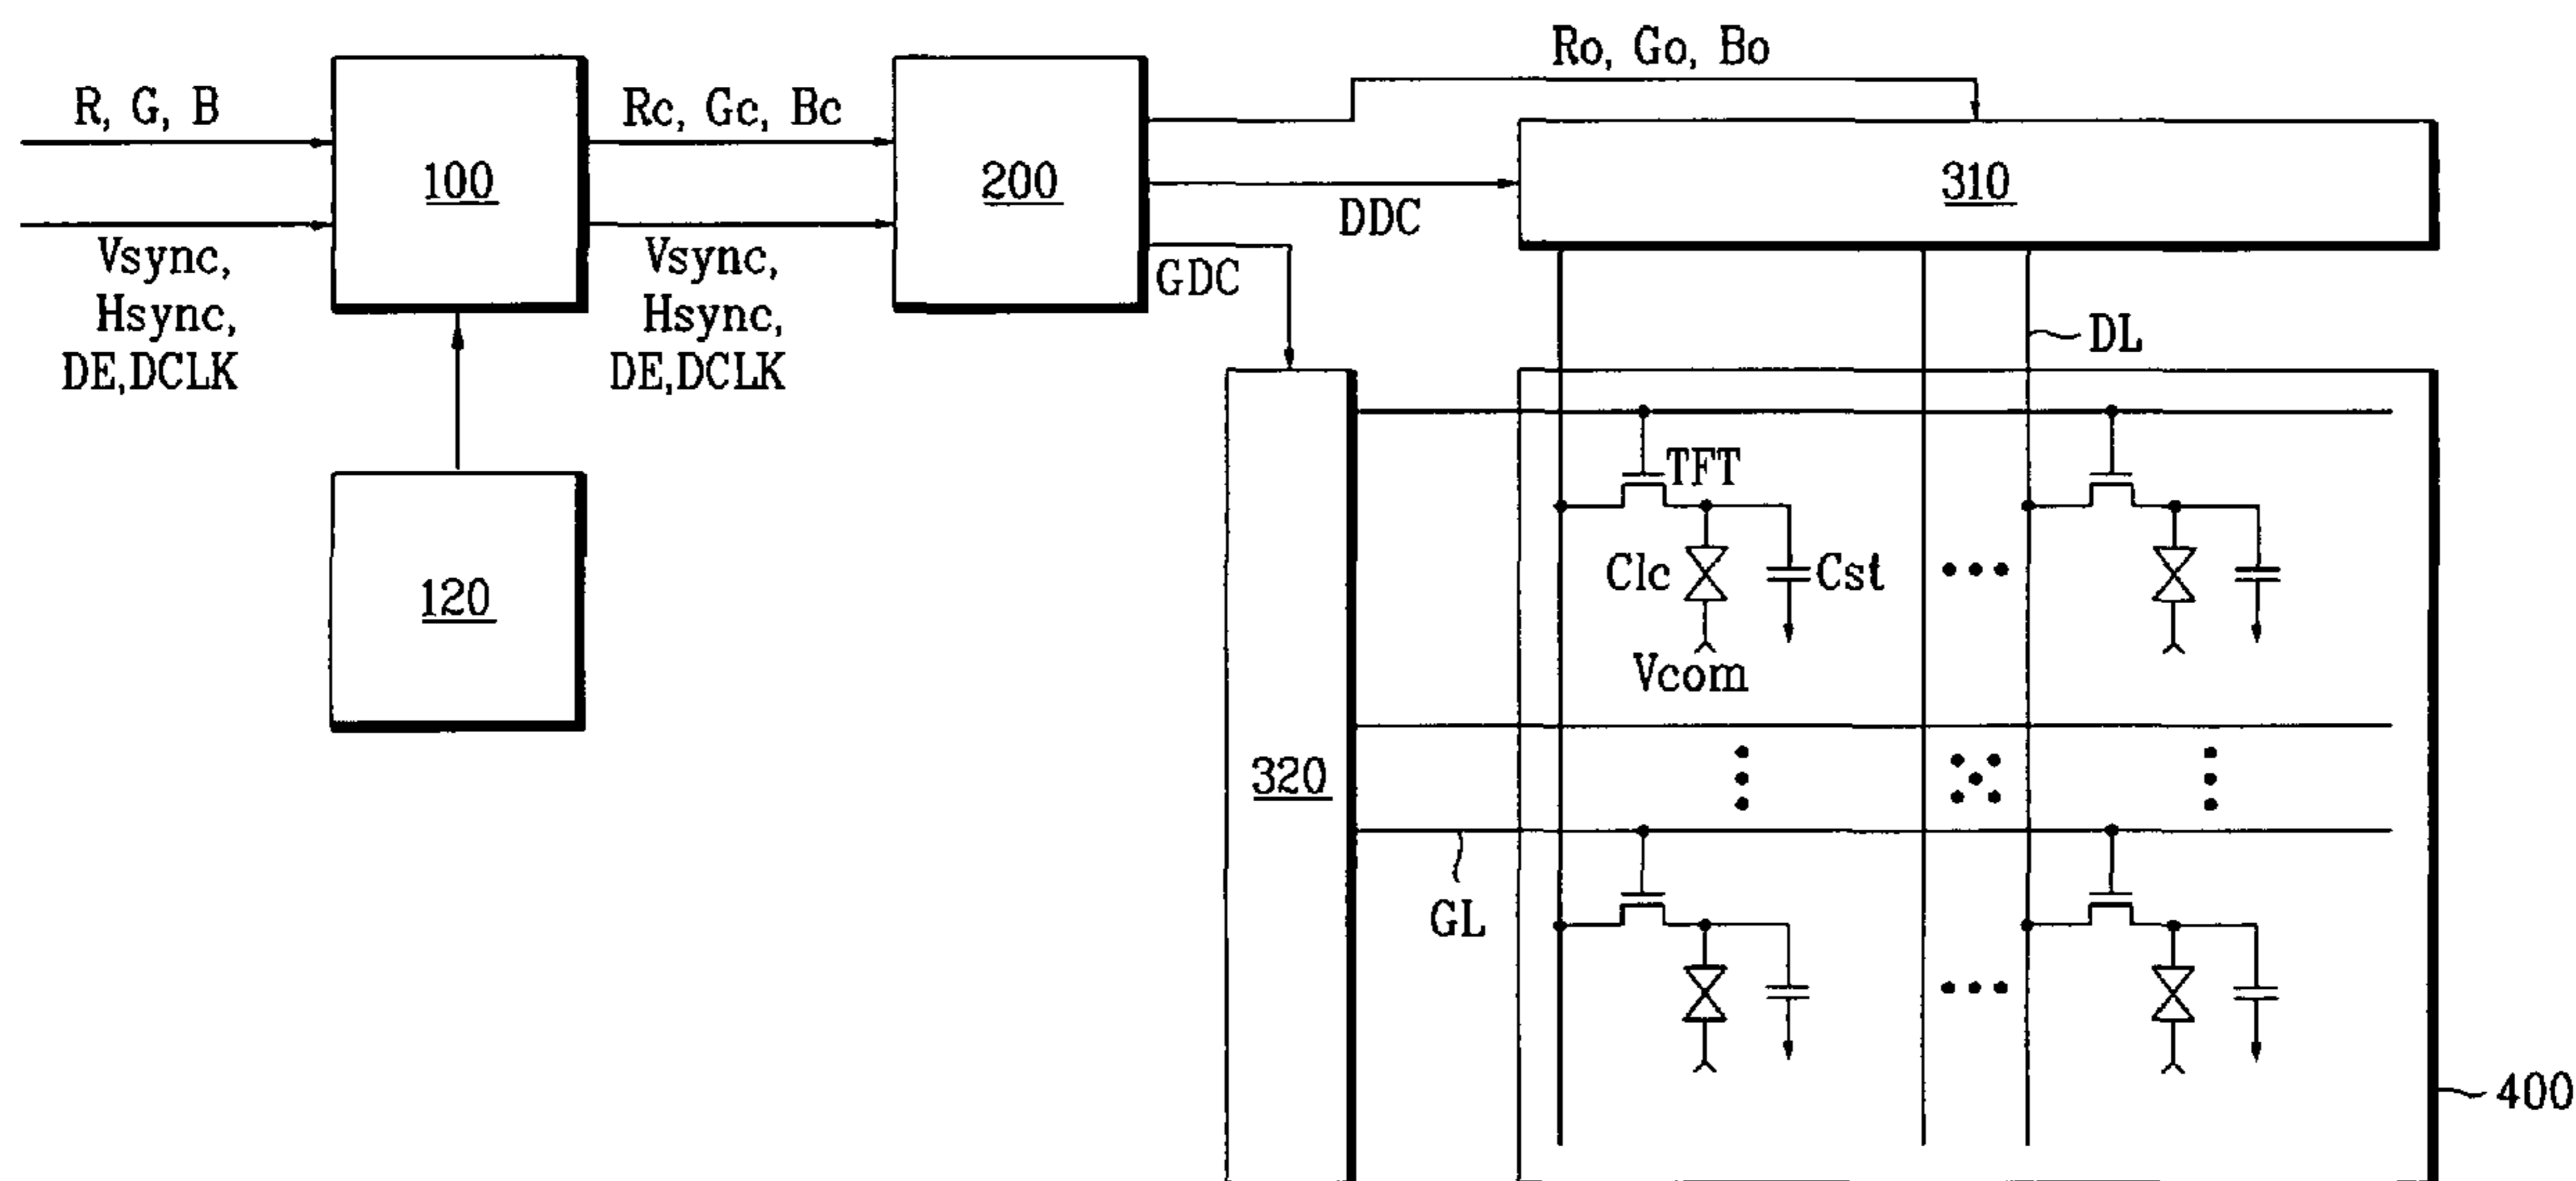 Ro, Go, Bo
R, G, B
Rc, Gc, Bc
100
200
310
DDC
Vsync,
Hsync,
DE,DCLK
Vsync,
Hsync,
DE,DCLK
GDC
DL
TFT
Clc
Cst
Vcom
120
320
GL
400